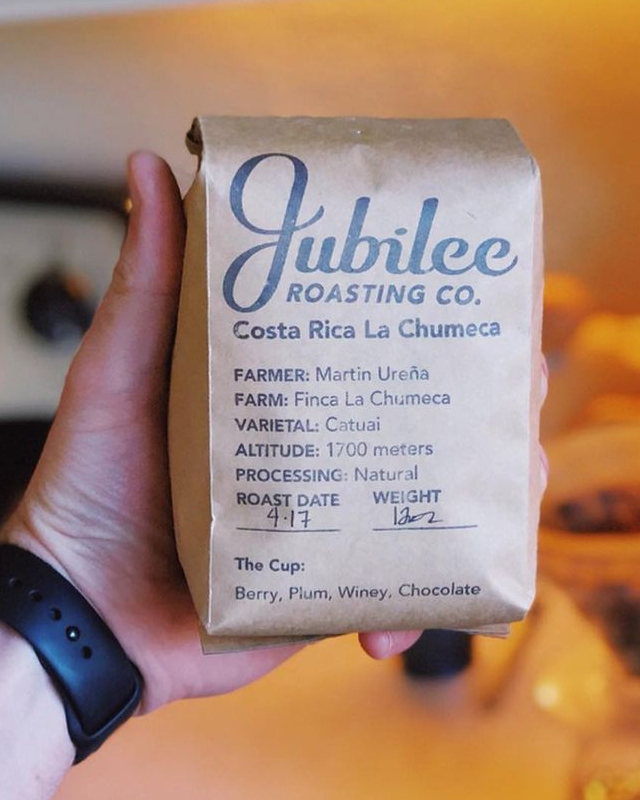 Jubilee
ROASTING CO.
Costa Rica La Chumeca
FARMER: Martin Ureña
FARM: Finca La Chumeca
VARIETAL: Catuai
ALTITUDE: 1700 meters
PROCESSING: Natural
ROAST DATE WEIGHT
4·17 12oz
The Cup:
Berry, Plum, Winey, Chocolate